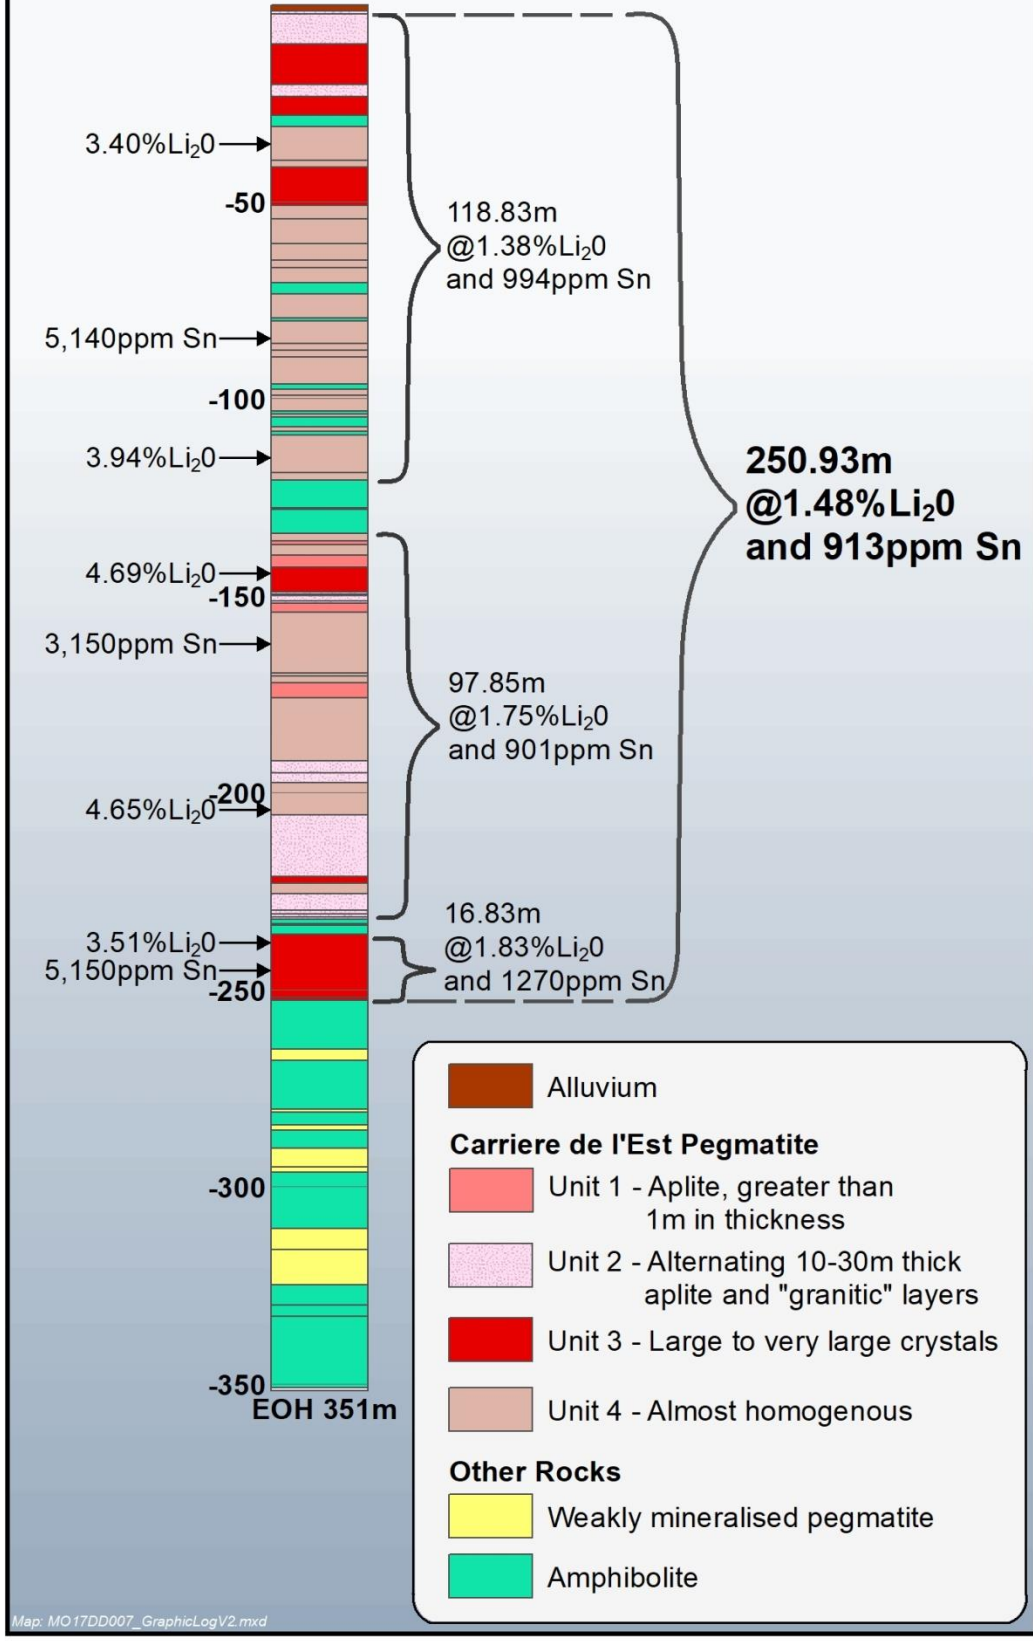 3.40%Li₂0
-50
118.83m
@1.38%Li₂0
and 994ppm Sn
5,140ppm Sn
-100
3.94%Li₂0
250.93m
@1.48%Li₂0
and 913ppm Sn
4.69%Li₂0
-150
3,150ppm Sn
97.85m
@1.75%Li₂0
and 901ppm Sn
-200
4.65%Li₂0
16.83m
@1.83%Li₂0
and 1270ppm Sn
3.51%Li₂0
5,150ppm Sn
-250
-300
-350
EOH 351m
Alluvium
Carriere de l'Est Pegmatite
Unit 1 - Aplite, greater than
1m in thickness
Unit 2 - Alternating 10-30m thick
aplite and "granitic" layers
Unit 3 - Large to very large crystals
Unit 4 - Almost homogenous
Other Rocks
Weakly mineralised pegmatite
Amphibolite
Map: MO17DD007_GraphicLogV2.mxd